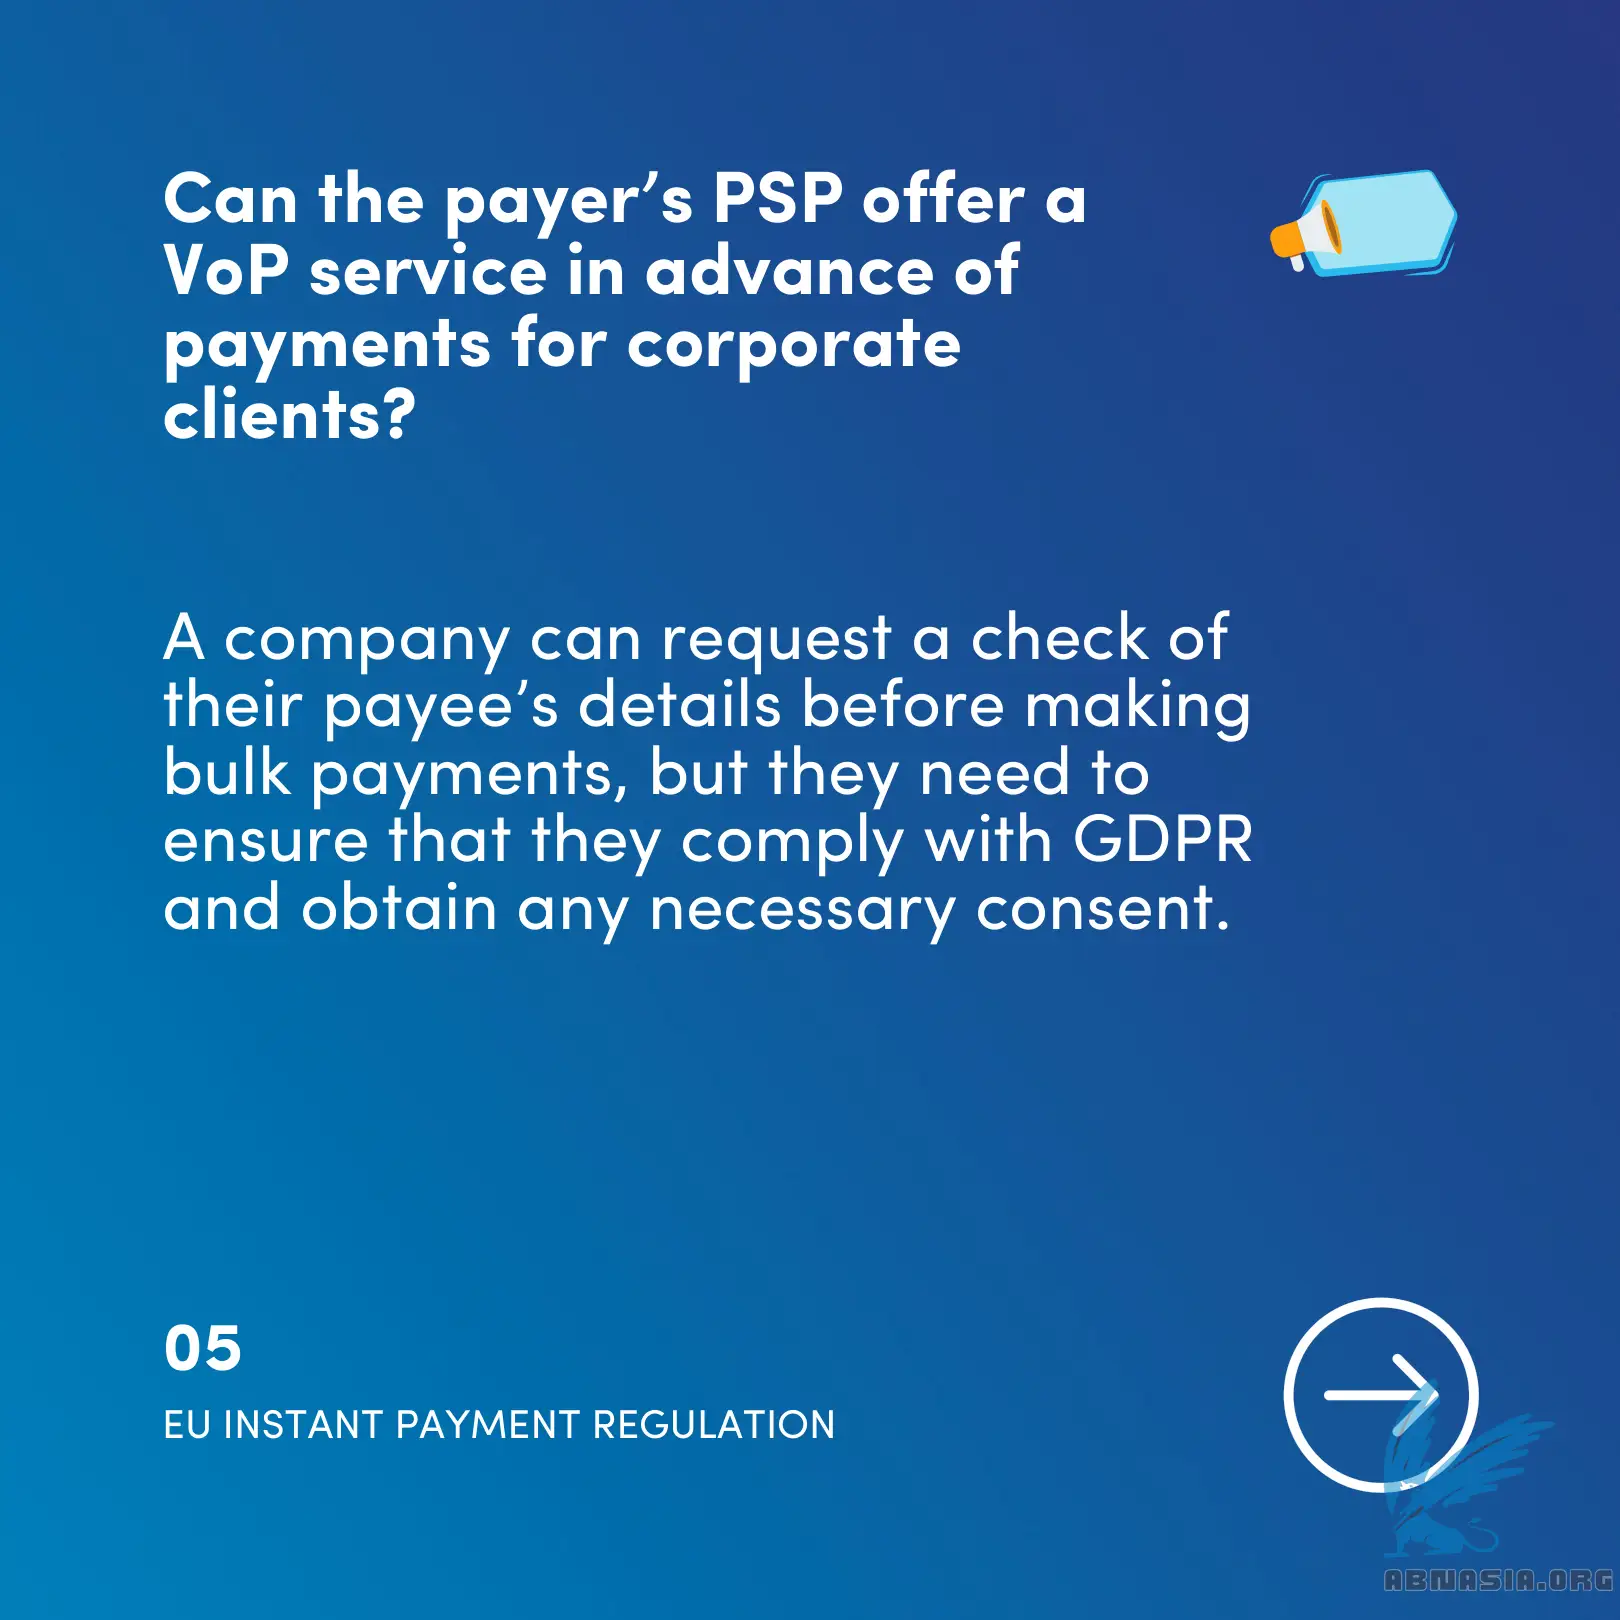 Can the payer’s PSP offer a
VoP service in advance of
payments for corporate
clients?
A company can request a check of
their payee’s details before making
bulk payments, but they need to
ensure that they comply with GDPR
and obtain any necessary consent.
05
EU INSTANT PAYMENT REGULATION
ABNASIA.ORG